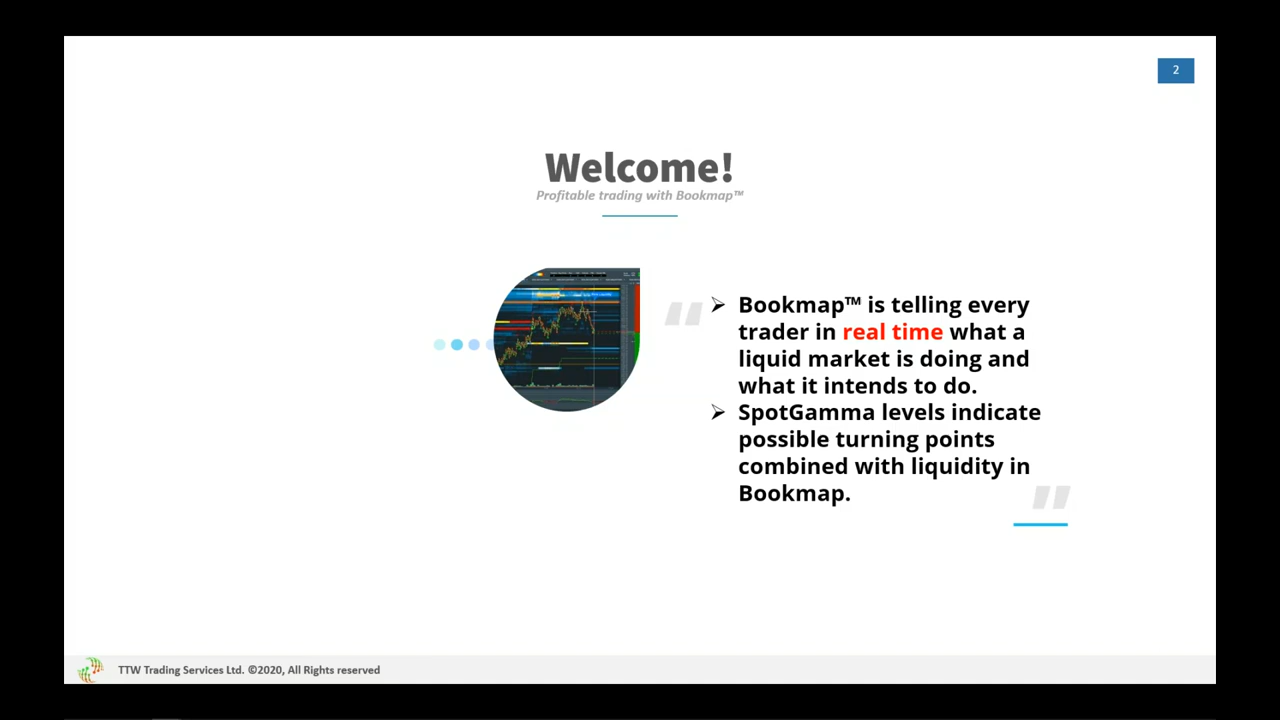 2
Welcome!
Profitable trading with Bookmap™
➢ Bookmap™ is telling every
trader in real time what a
liquid market is doing and
what it intends to do.
➢ SpotGamma levels indicate
possible turning points
combined with liquidity in
Bookmap.
TTW Trading Services Ltd. ©2020, All Rights reserved